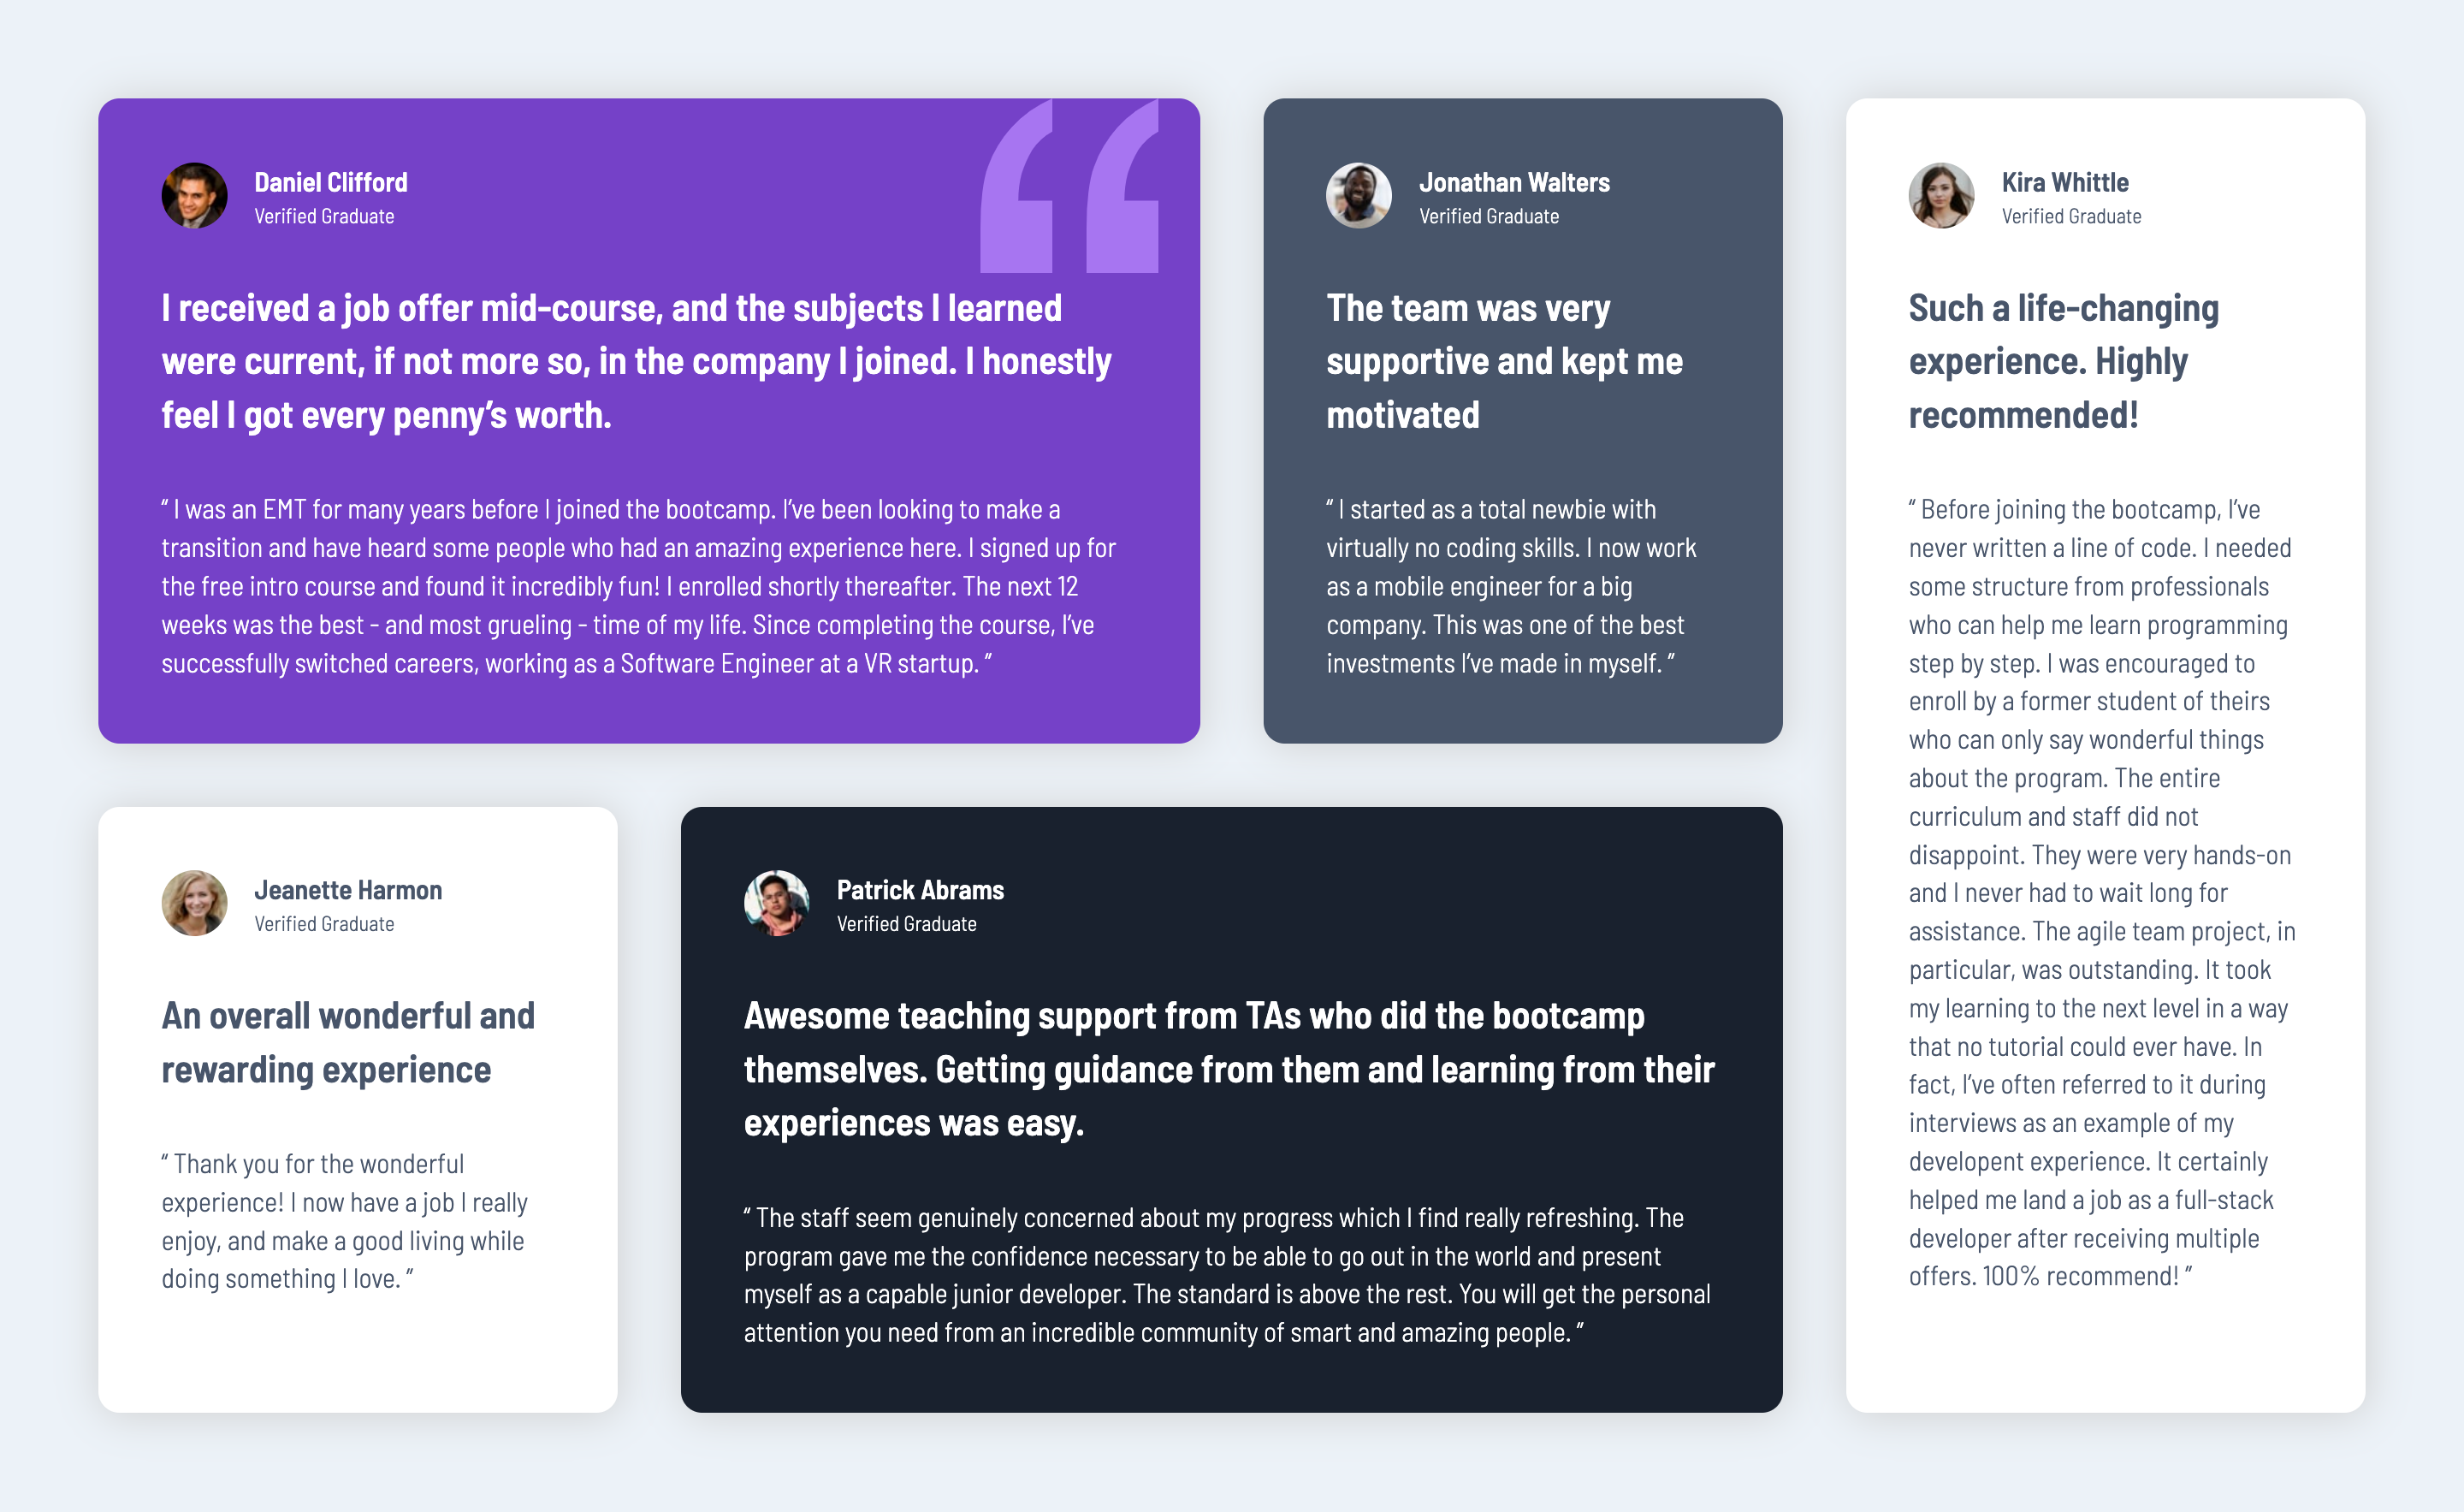 Daniel Clifford
Verified Graduate
I received a job offer mid-course, and the subjects I learned
were current, if not more so, in the company I joined. I honestly
feel I got every penny’s worth.
“ I was an EMT for many years before I joined the bootcamp. I’ve been looking to make a
transition and have heard some people who had an amazing experience here. I signed up for
the free intro course and found it incredibly fun! I enrolled shortly thereafter. The next 12
weeks was the best - and most grueling - time of my life. Since completing the course, I’ve
successfully switched careers, working as a Software Engineer at a VR startup. ”
Jonathan Walters
Verified Graduate
The team was very
supportive and kept me
motivated
“ I started as a total newbie with
virtually no coding skills. I now work
as a mobile engineer for a big
company. This was one of the best
investments I’ve made in myself. ”
Kira Whittle
Verified Graduate
Such a life-changing
experience. Highly
recommended!
“ Before joining the bootcamp, I’ve
never written a line of code. I needed
some structure from professionals
who can help me learn programming
step by step. I was encouraged to
enroll by a former student of theirs
who can only say wonderful things
about the program. The entire
curriculum and staff did not
disappoint. They were very hands-on
and I never had to wait long for
assistance. The agile team project, in
particular, was outstanding. It took
my learning to the next level in a way
that no tutorial could ever have. In
fact, I’ve often referred to it during
interviews as an example of my
developent experience. It certainly
helped me land a job as a full-stack
developer after receiving multiple
offers. 100% recommend! ”
Jeanette Harmon
Verified Graduate
An overall wonderful and
rewarding experience
“ Thank you for the wonderful
experience! I now have a job I really
enjoy, and make a good living while
doing something I love. ”
Patrick Abrams
Verified Graduate
Awesome teaching support from TAs who did the bootcamp
themselves. Getting guidance from them and learning from their
experiences was easy.
“ The staff seem genuinely concerned about my progress which I find really refreshing. The
program gave me the confidence necessary to be able to go out in the world and present
myself as a capable junior developer. The standard is above the rest. You will get the personal
attention you need from an incredible community of smart and amazing people. ”